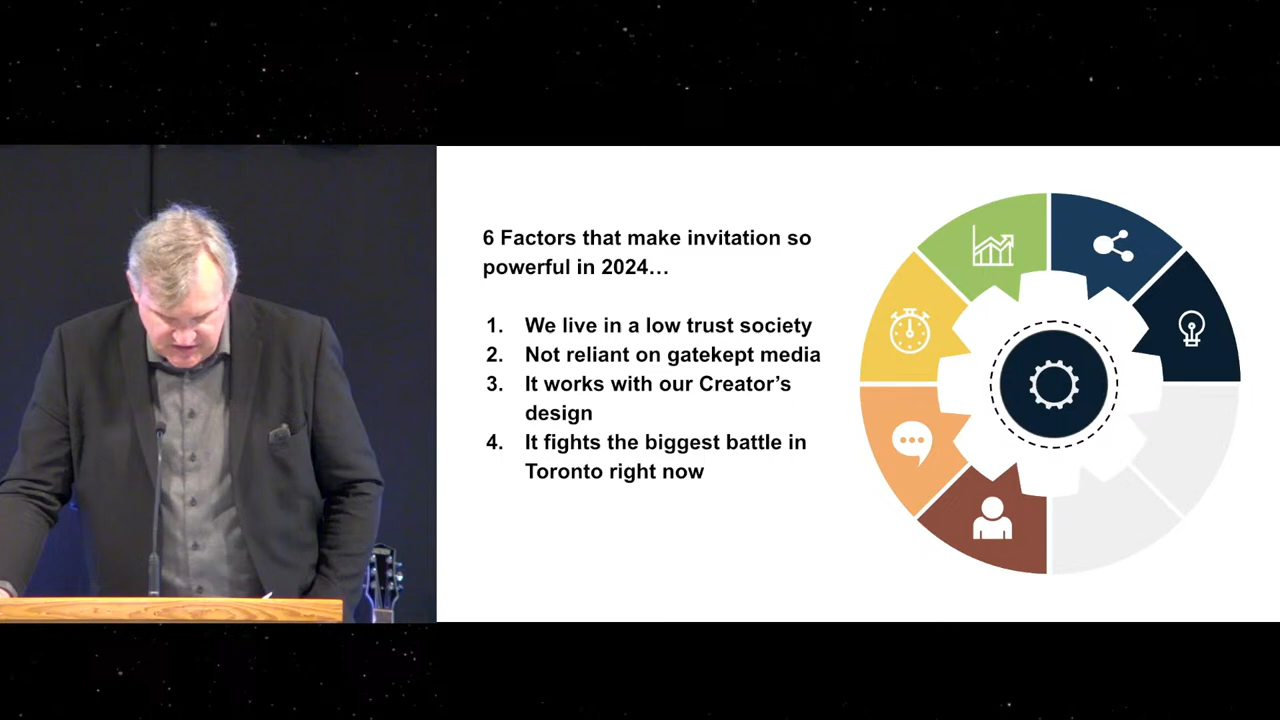 6 Factors that make invitation so
powerful in 2024…
1. We live in a low trust society
2. Not reliant on gatekept media
3. It works with our Creator's
design
4. It fights the biggest battle in
Toronto right now